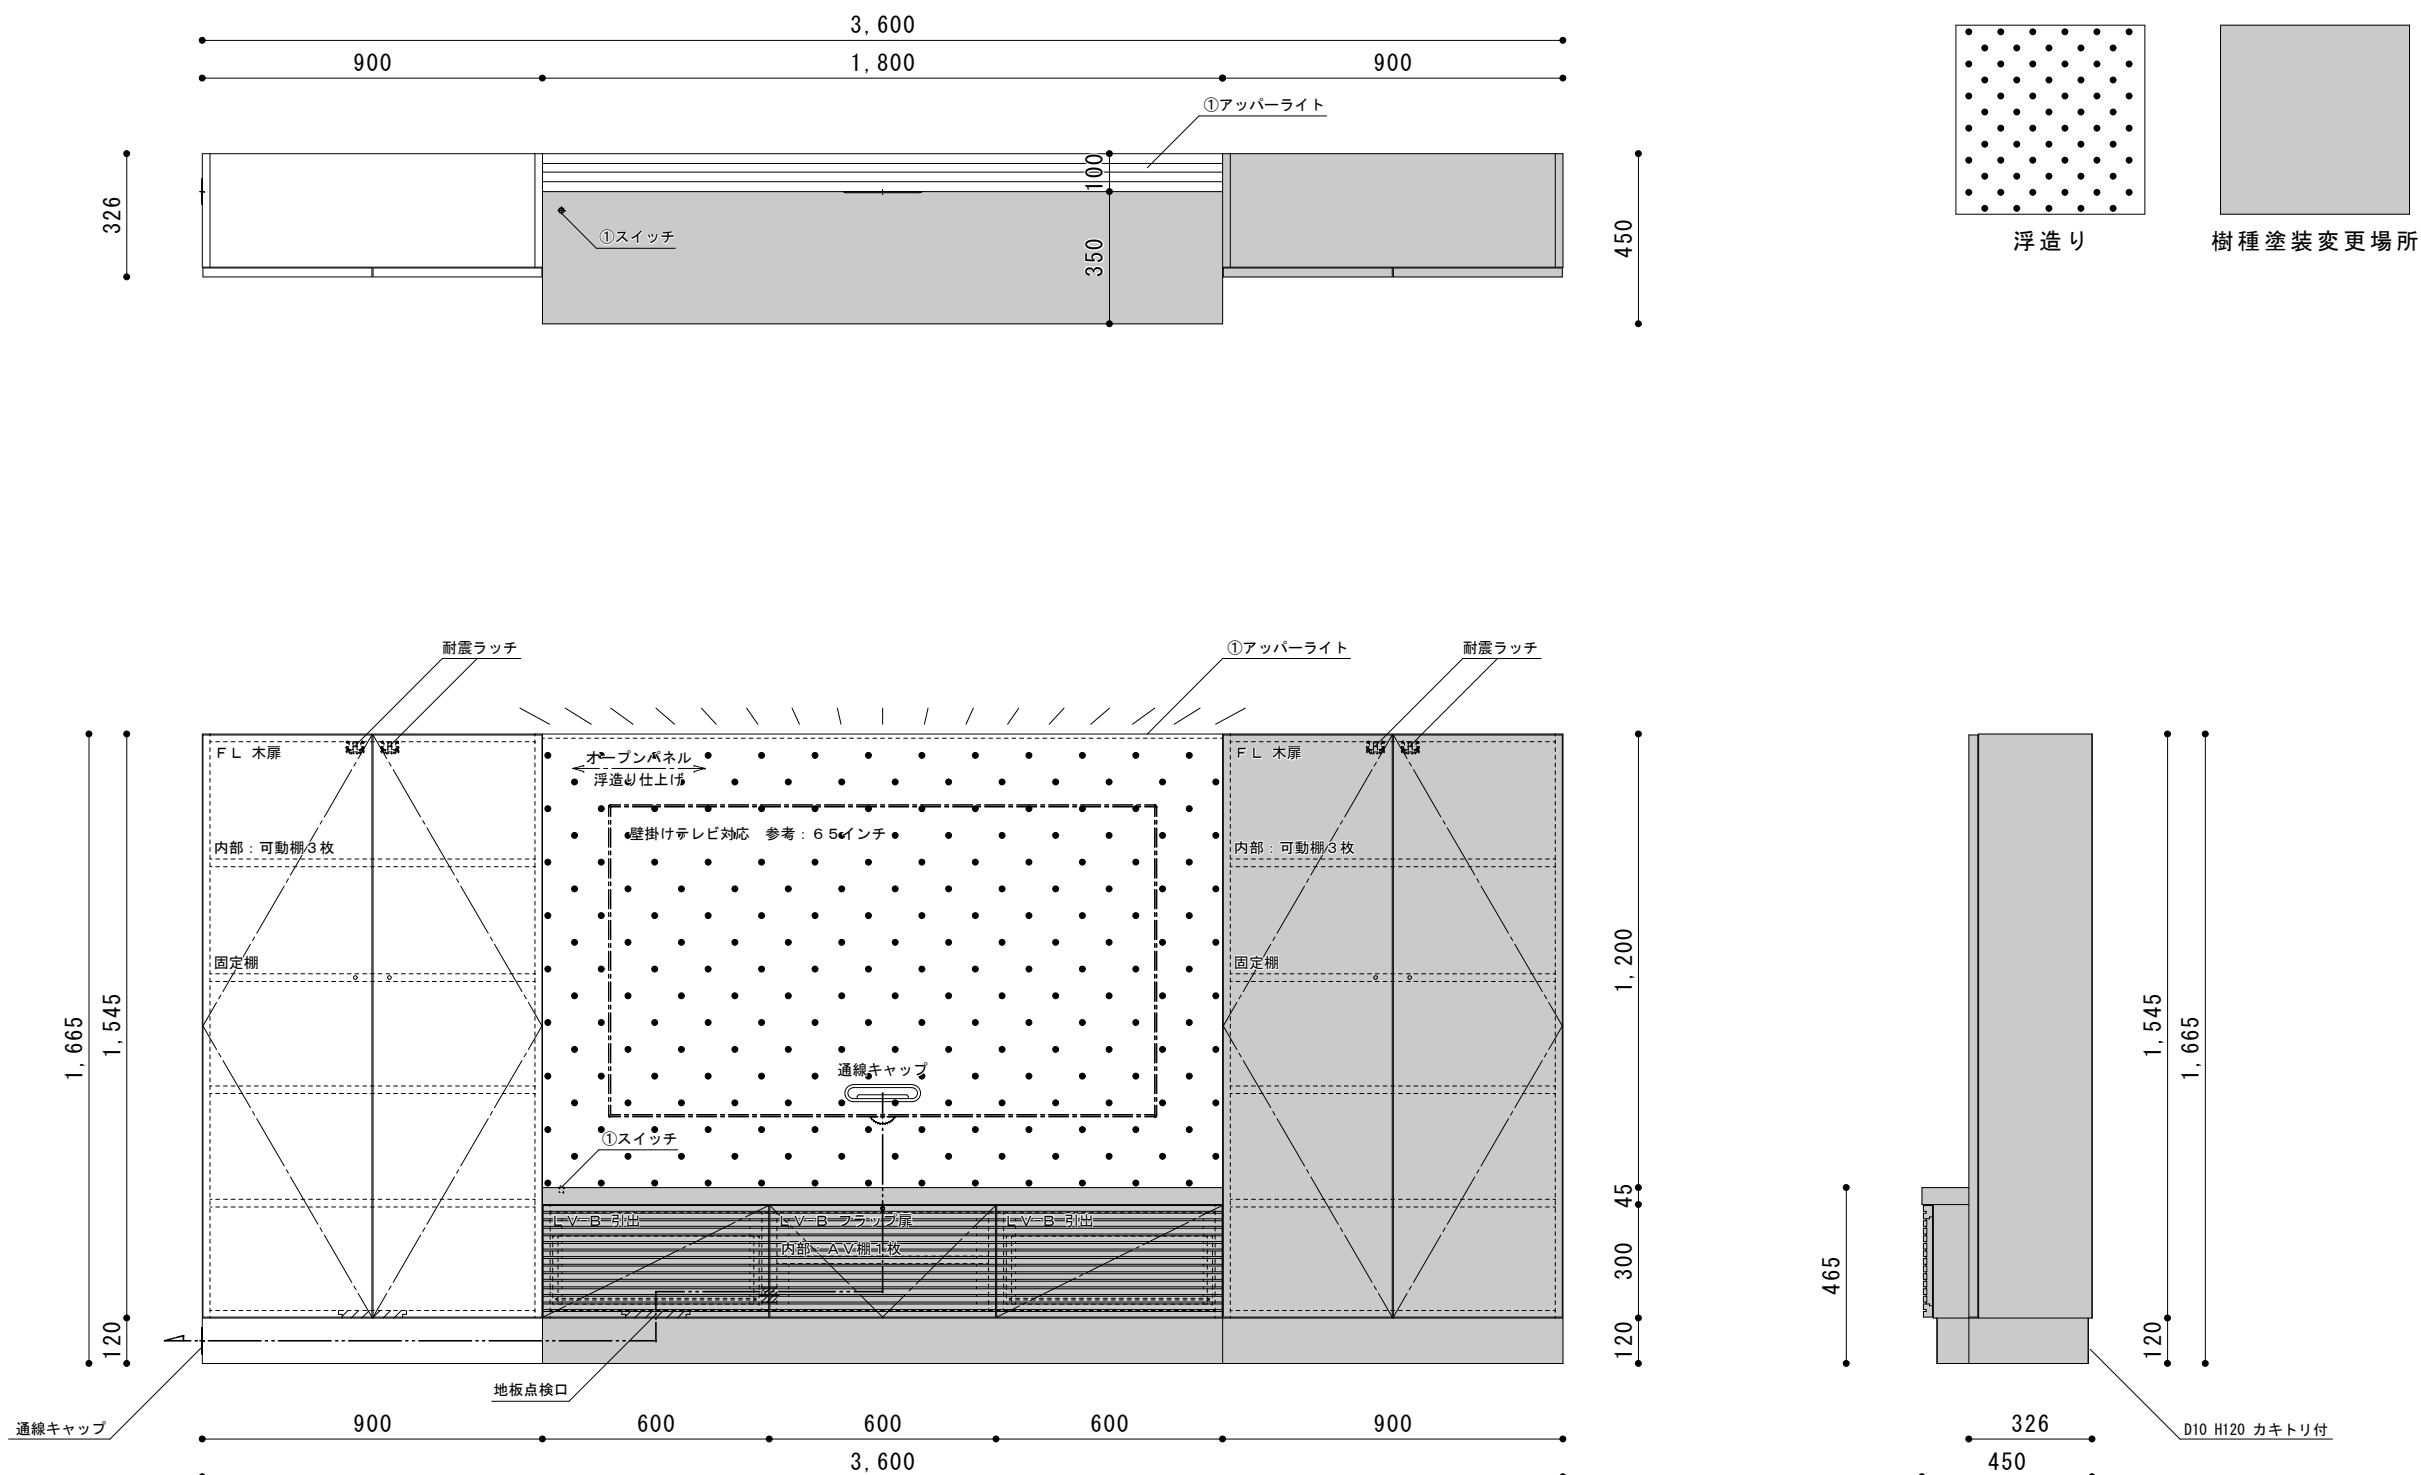 3,600
900
1,800
900
①アッパーライト
326
100
①スイッチ
350
450
浮造り
樹種塗装変更場所
耐震ラッチ
①アッパーライト
耐震ラッチ
FL 木扉
オープンパネル
浮造り仕上げ
FL 木扉
壁掛けテレビ対応 参考：65インチ
内部：可動棚3枚
内部：可動棚3枚
固定棚
固定棚
1,200
1,545
1,665
1,545
1,665
通線キャップ
①スイッチ
45
LV-B 引出
LV-B フラップ扉
LV-B 引出
内部：AV棚1枚
300
465
120
120
120
地板点検口
通線キャップ
900
600
600
600
900
326
D10 H120 カキトリ付
3,600
450